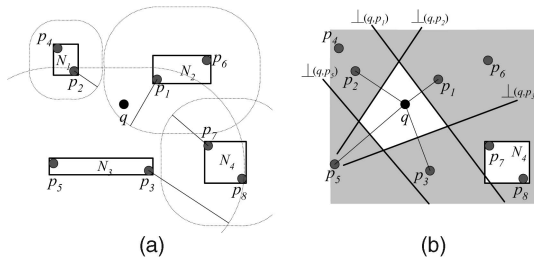 p4
N1
p2
N2
p6
p1
q
p7
N4
p8
p5
N3
p3
(a)
⊥(q,p1)
⊥(q,p2)
⊥(q,p5)
p4
p2
p1
p6
⊥(q,p3
q
p7
N4
p5
p3
p8
(b)